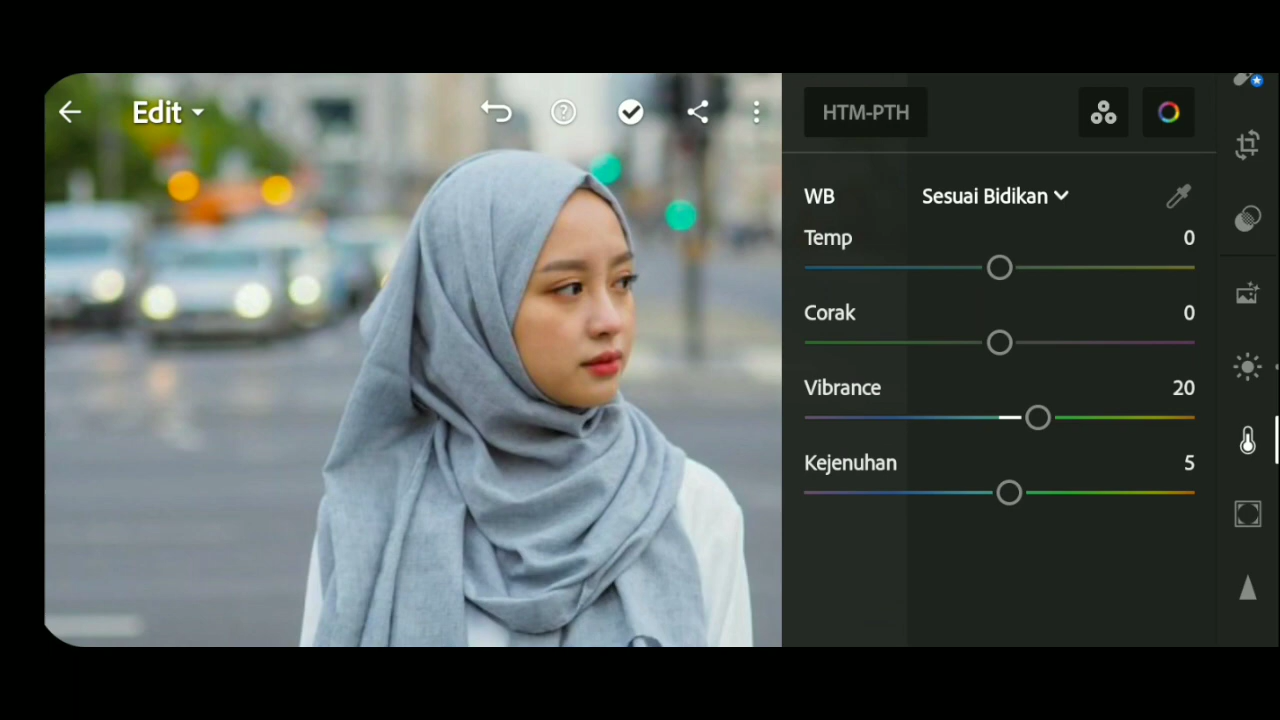 Edit
HTM-PTH
WB Sesuai Bidikan
Temp 0
Corak 0
Vibrance 20
Kejenuhan 5